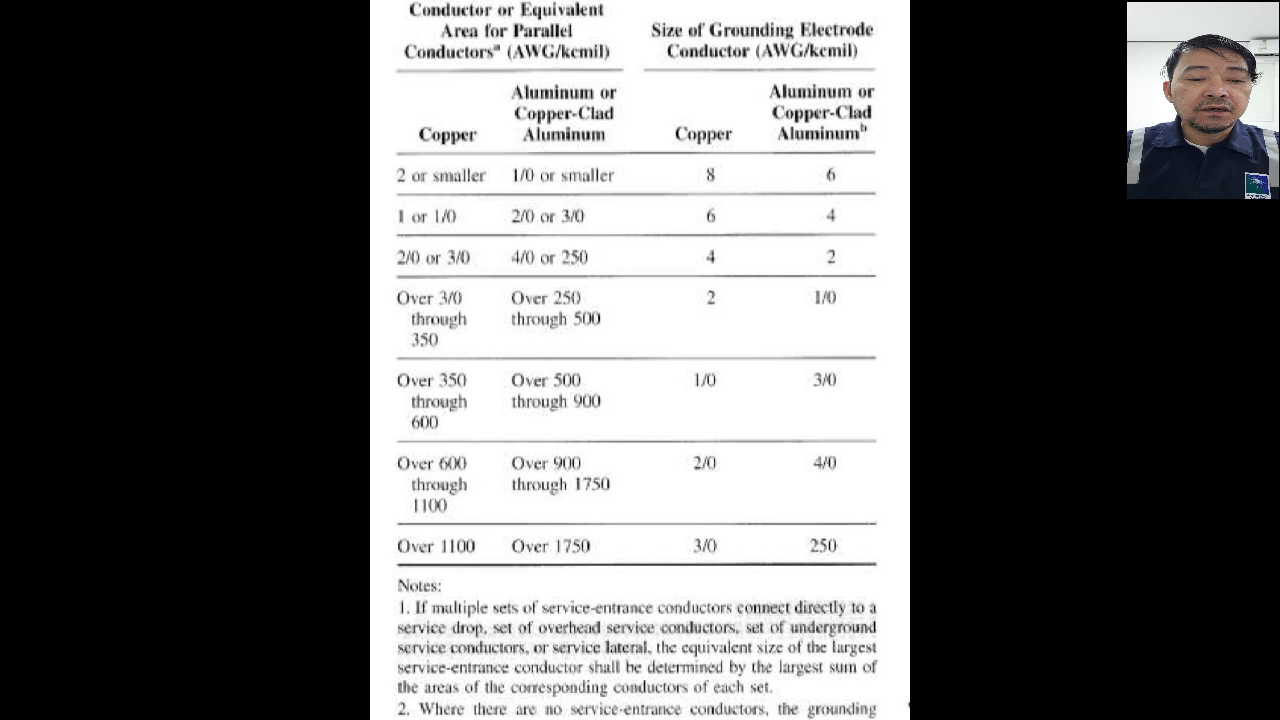 Conductor or Equivalent
Area for Parallel
Conductorsᵃ (AWG/kcmil)
Size of Grounding Electrode
Conductor (AWG/kcmil)
Copper
Aluminum or
Copper-Clad
Aluminum
Copper
Aluminum or
Copper-Clad
Aluminumᵇ
2 or smaller 1/0 or smaller 8 6
1 or 1/0 2/0 or 3/0 6 4
2/0 or 3/0 4/0 or 250 4 2
Over 3/0 Over 250 2 1/0
through through 500
350
Over 350 Over 500 1/0 3/0
through through 900
600
Over 600 Over 900 2/0 4/0
through through 1750
1100
Over 1100 Over 1750 3/0 250
Notes:
1. If multiple sets of service-entrance conductors connect directly to a
service drop, set of overhead service conductors, set of underground
service conductors, or service lateral, the equivalent size of the largest
service-entrance conductor shall be determined by the largest sum of
the areas of the corresponding conductors of each set.
2. Where there are no service-entrance conductors, the grounding